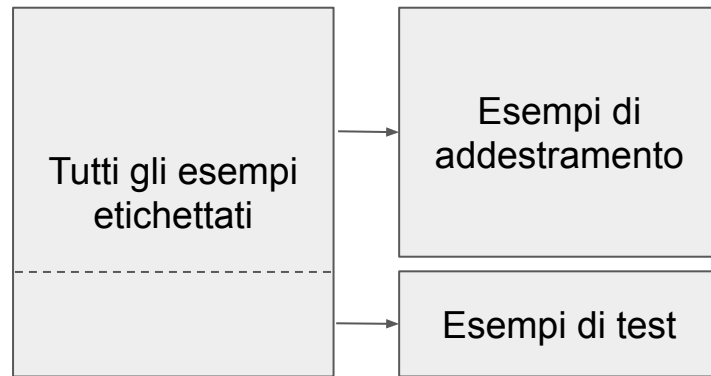 Tutti gli esempi
etichettati
Esempi di
addestramento
Esempi di test